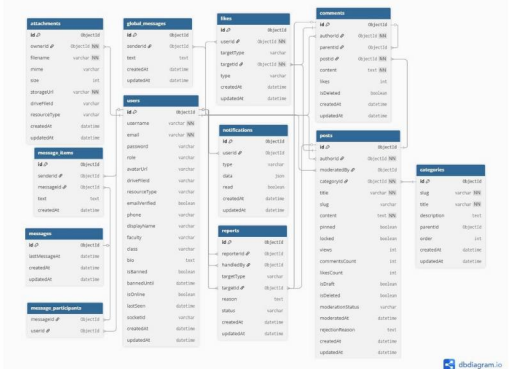 attachments
id ObjectId
ownerId ObjectId NN
filename varchar NN
mime varchar
size int
storageUrl varchar NN
driveFileId varchar
resourceType varchar
createdAt datetime
updatedAt datetime
message_items
id ObjectId
senderId ObjectId
messageId ObjectId
text text
createdAt datetime
messages
id ObjectId
lastMessageAt datetime
createdAt datetime
updatedAt datetime
message_participants
messageId ObjectId
userId ObjectId
global_messages
id ObjectId
senderId ObjectId
text text
createdAt datetime
updatedAt datetime
users
id ObjectId
username varchar NN
email varchar NN
password varchar
role varchar
avatarUrl varchar
driveFileId varchar
resourceType varchar
emailVerified boolean
phone varchar
displayName varchar
faculty varchar
class varchar
bio text
isBanned boolean
bannedUntil datetime
isOnline boolean
lastSeen datetime
socketId varchar
createdAt datetime
updatedAt datetime
likes
id ObjectId
userId ObjectId NN
targetType varchar
targetId ObjectId NN
type varchar
createdAt datetime
updatedAt datetime
notifications
id ObjectId
userId ObjectId
type varchar
data json
read boolean
createdAt datetime
updatedAt datetime
reports
id ObjectId
reporterId ObjectId
handledBy ObjectId
targetType varchar
targetId ObjectId
reason text
status varchar
createdAt datetime
updatedAt datetime
comments
id ObjectId
authorId ObjectId NN
parentId ObjectId
postId ObjectId NN
content text NN
likes int
isDeleted boolean
createdAt datetime
updatedAt datetime
posts
id ObjectId
authorId ObjectId NN
moderatedBy ObjectId
categoryId ObjectId NN
title varchar NN
slug varchar
content text NN
pinned boolean
locked boolean
views int
commentsCount int
likesCount int
isDraft boolean
isDeleted boolean
moderationStatus varchar
moderatedAt datetime
rejectionReason text
createdAt datetime
updatedAt datetime
categories
id ObjectId
slug varchar NN
title varchar NN
description text
parentId ObjectId
order int
createdAt datetime
updatedAt datetime
dbdiagram.io